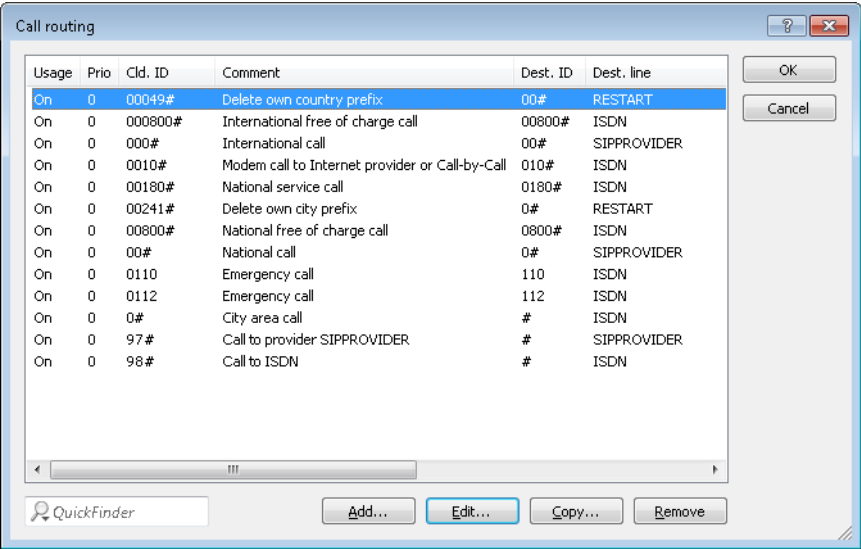 Call routing
Usage Prio Cld. ID Comment Dest. ID Dest. line
On 0 00049# Delete own country prefix 00# RESTART
On 0 000800# International free of charge call 00800# ISDN
On 0 000# International call 00# SIPPROVIDER
On 0 0010# Modem call to Internet provider or Call-by-Call 010# ISDN
On 0 00180# National service call 0180# ISDN
On 0 00241# Delete own city prefix 0# RESTART
On 0 00800# National free of charge call 0800# ISDN
On 0 00# National call 0# SIPPROVIDER
On 0 0110 Emergency call 110 ISDN
On 0 0112 Emergency call 112 ISDN
On 0 0# City area call # ISDN
On 0 97# Call to provider SIPPROVIDER # SIPPROVIDER
On 0 98# Call to ISDN # ISDN
OK
Cancel
QuickFinder
Add... Edit... Copy... Remove